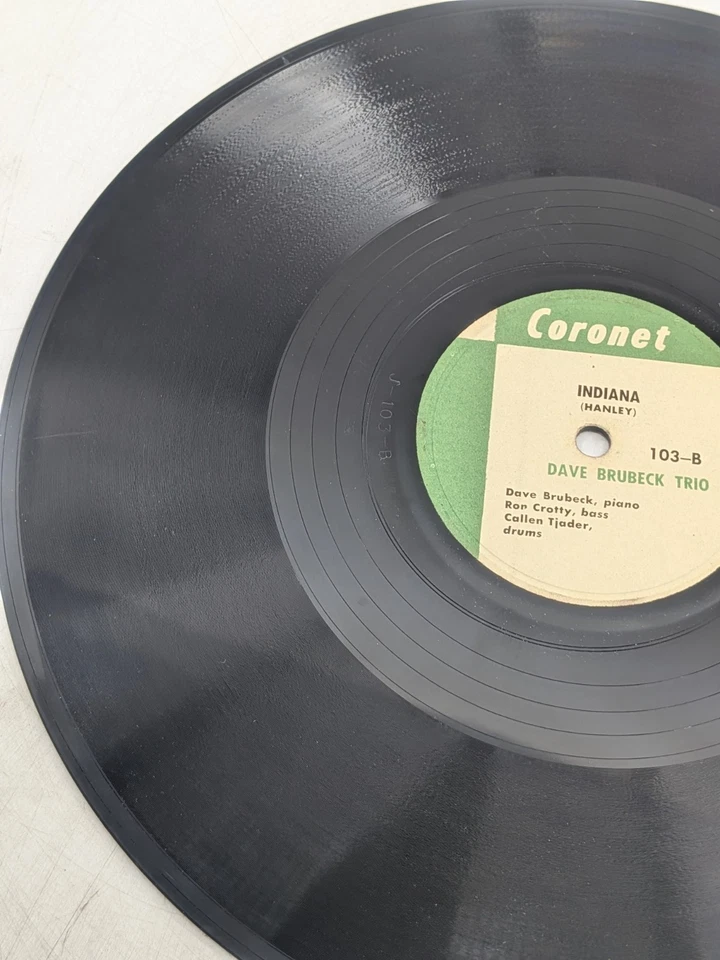 Coronet
INDIANA
(HANLEY)
103-B
DAVE BRUBECK TRIO
Dave Brubeck, piano
Ron Crotty, bass
Callen Tjader,
drums
J-103-B